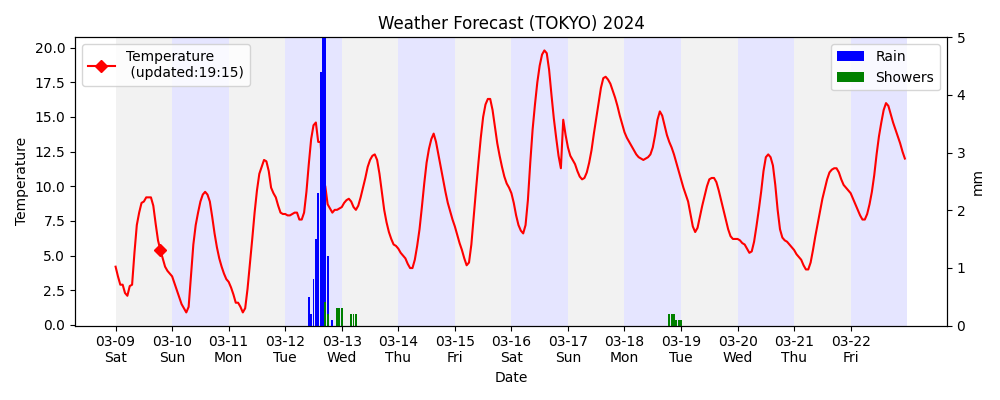 Weather Forecast (TOKYO) 2024
Temperature
(updated:19:15)
Rain
Showers
Temperature
20.0
17.5
15.0
12.5
10.0
7.5
5.0
2.5
0.0
5
4
3
2
1
0
mm
03-09 03-10 03-11 03-12 03-13 03-14 03-15 03-16 03-17 03-18 03-19 03-20 03-21 03-22
Sat Sun Mon Tue Wed Thu Fri Sat Sun Mon Tue Wed Thu Fri
Date